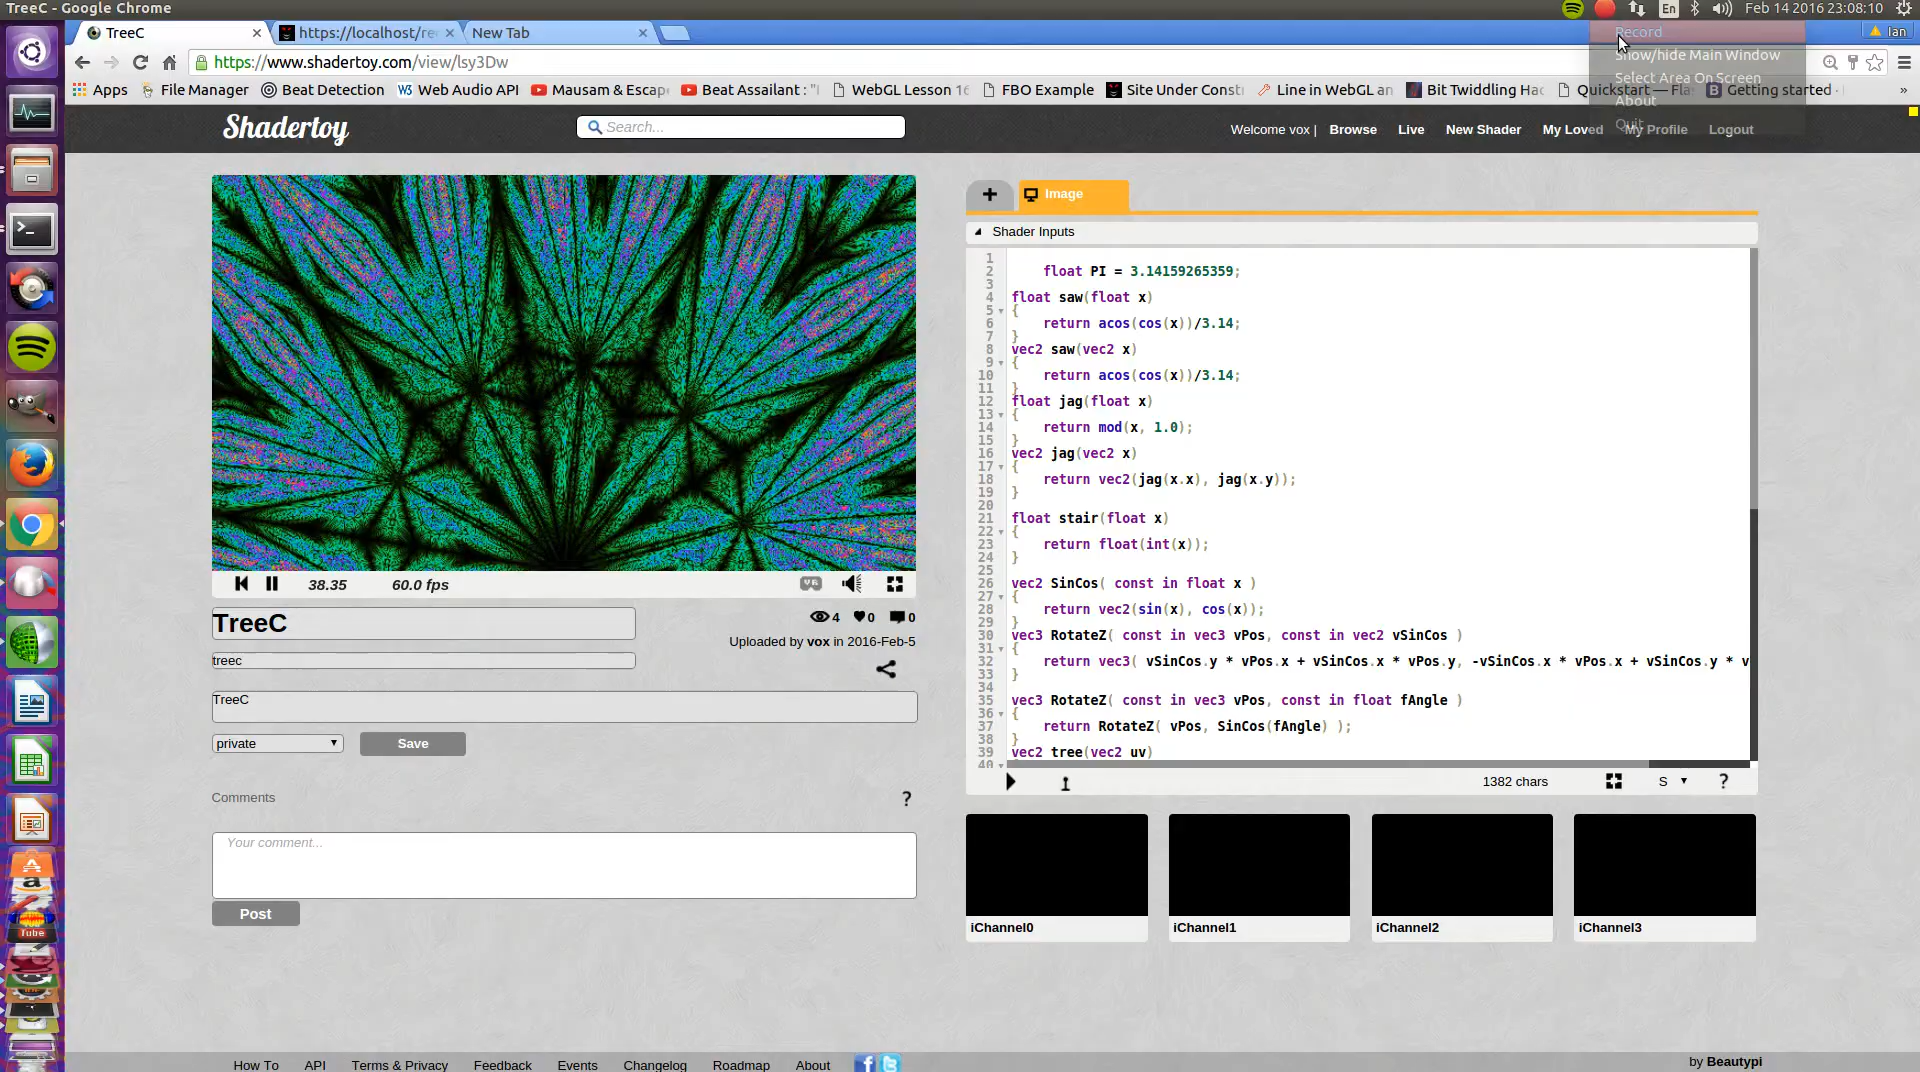 TreeC - Google Chrome
En
Feb 14 2016 23:08:10
TreeC
https://localhost/re
New Tab
Record
Ian
https://www.shadertoy.com/view/lsy3Dw
Show/hide Main Window
Select Area On Screen
About
Quit
Apps
File Manager
Beat Detection
Web Audio API
Mausam & Escap
Beat Assailant : "I
WebGL Lesson 16
FBO Example
Site Under Constr
Line in WebGL an
Bit Twiddling Hac
Quickstart — Fla
Getting started ·
»
Shadertoy
Search...
Welcome vox |
Browse
Live
New Shader
My Loved
My Profile
Logout
+
Image
Shader Inputs
1
2 float PI = 3.14159265359;
3
4 float saw(float x)
5 {
6 return acos(cos(x))/3.14;
7 }
8 vec2 saw(vec2 x)
9 {
10 return acos(cos(x))/3.14;
11 }
12 float jag(float x)
13 {
14 return mod(x, 1.0);
15 }
16 vec2 jag(vec2 x)
17 {
18 return vec2(jag(x.x), jag(x.y));
19 }
20
21 float stair(float x)
22 {
23 return float(int(x));
24 }
25
26 vec2 SinCos( const in float x )
27 {
28 return vec2(sin(x), cos(x));
29 }
30 vec3 RotateZ( const in vec3 vPos, const in vec2 vSinCos )
31 {
32 return vec3( vSinCos.y * vPos.x + vSinCos.x * vPos.y, -vSinCos.x * vPos.x + vSinCos.y * v
33 }
34
35 vec3 RotateZ( const in vec3 vPos, const in float fAngle )
36 {
37 return RotateZ( vPos, SinCos(fAngle) );
38 }
39 vec2 tree(vec2 uv)
40
1382 chars
S
?
38.35
60.0 fps
TreeC
4
0
0
Uploaded by vox in 2016-Feb-5
treec
TreeC
private
Save
Comments
?
Your comment...
Post
iChannel0
iChannel1
iChannel2
iChannel3
Tube
How To
API
Terms & Privacy
Feedback
Events
Changelog
Roadmap
About
by Beautypi